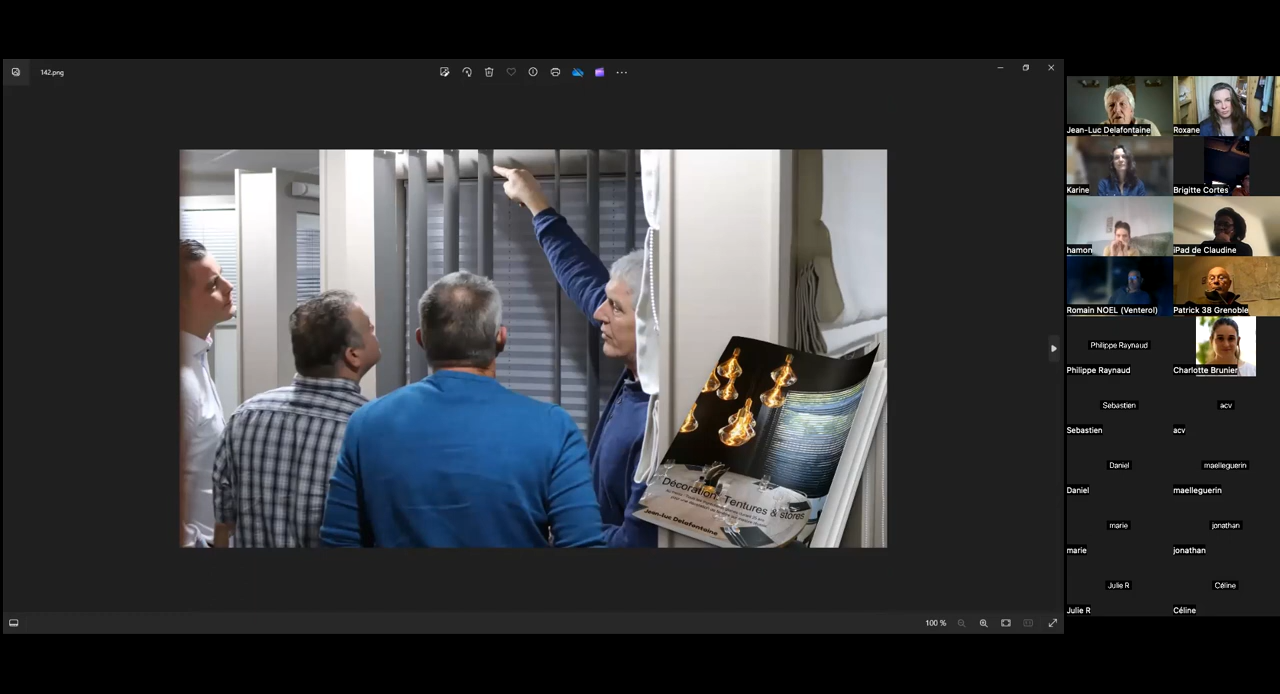 142.png
Décoration, Tentures & stores
Jean-luc Delafontaine
100 %
Jean-Luc Delafontaine
Roxane
Karine
Brigitte Cortes
hamon
iPad de Claudine
Romain NOEL (Venterol)
Patrick 38 Grenoble
Philippe Raynaud
Philippe Raynaud
Charlotte Brunier
Sebastien
acv
Sebastien
acv
Daniel
maelleguerin
Daniel
maelleguerin
marie
jonathan
marie
jonathan
Julie R
Céline
Julie R
Céline